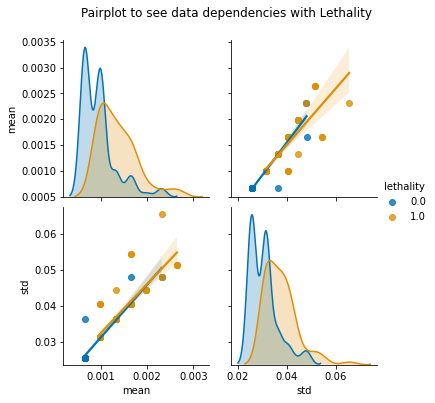 Pairplot to see data dependencies with Lethality
0.0035
0.0030
0.0025
0.0020
0.0015
0.0010
0.0005
mean
lethality
0.0
1.0
0.06
0.05
0.04
0.03
std
0.001 0.002 0.003
mean
0.02 0.04 0.06
std